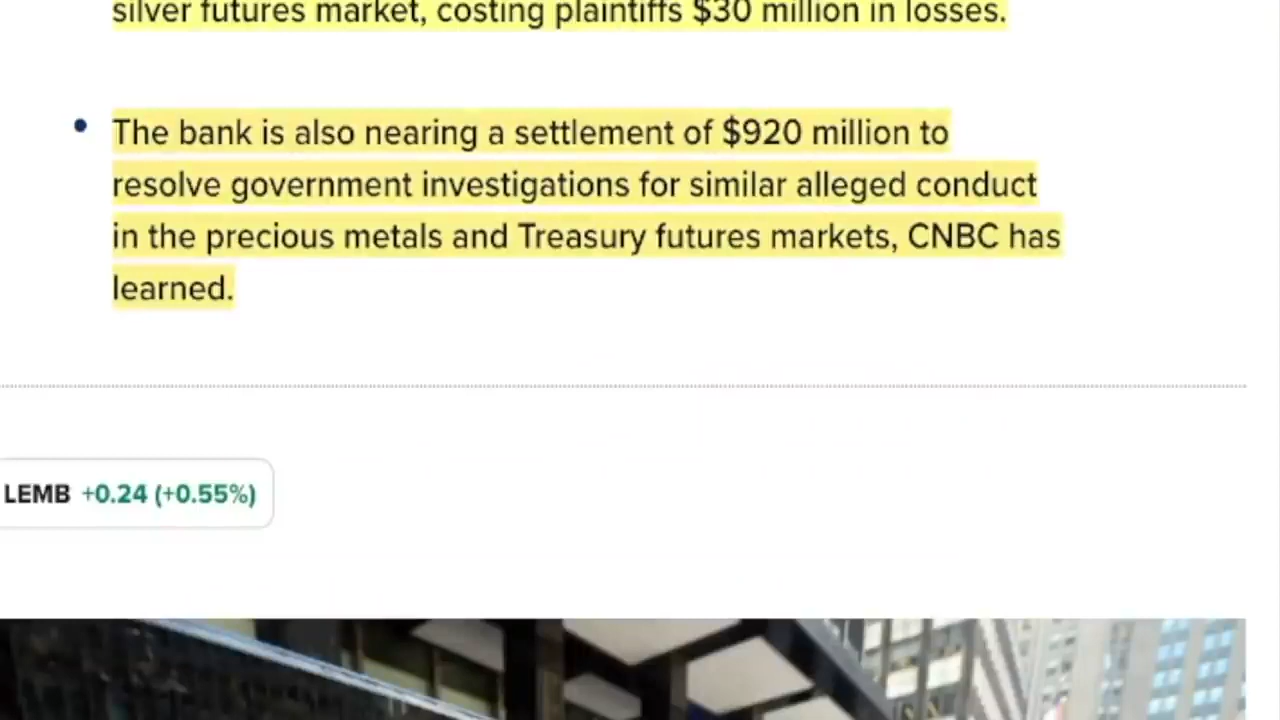 silver futures market, costing plaintiffs $30 million in losses.
• The bank is also nearing a settlement of $920 million to
resolve government investigations for similar alleged conduct
in the precious metals and Treasury futures markets, CNBC has
learned.
LEMB +0.24 (+0.55%)